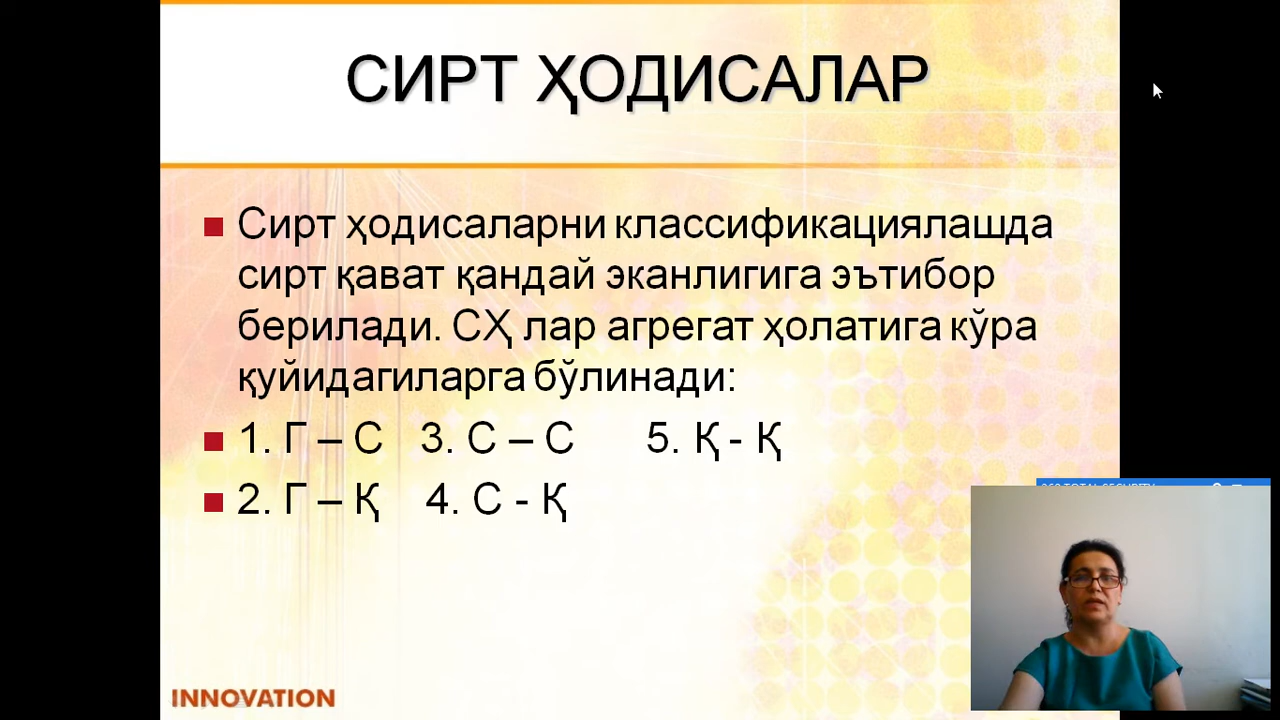 СИРТ ҲОДИСАЛАР
Сирт ҳодисаларни классификациялашда
сирт қават қандай эканлигига эътибор
берилади. СҲ лар агрегат ҳолатига кўра
қуйидагиларга бўлинади:
1. Г – С 3. С – С 5. Қ - Қ
2. Г – Қ 4. С - Қ
INNOVATION